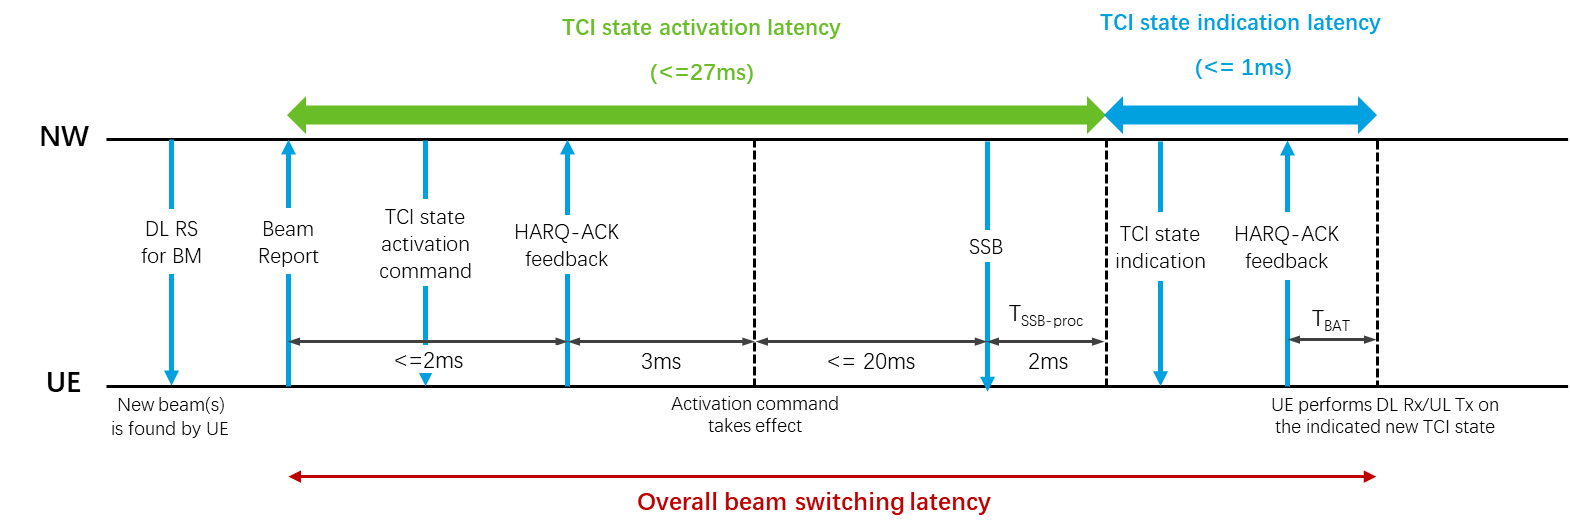 TCI state activation latency
(<=27ms)
TCI state indication latency
(<= 1ms)
NW
DL RS
for BM
Beam
Report
TCI state
activation
command
HARQ-ACK
feedback
SSB
TCI state
indication
HARQ-ACK
feedback
TSSB-proc
TBAT
<=2ms
3ms
<= 20ms
2ms
UE
New beam(s)
is found by UE
Activation command
takes effect
UE performs DL Rx/UL Tx on
the indicated new TCI state
Overall beam switching latency